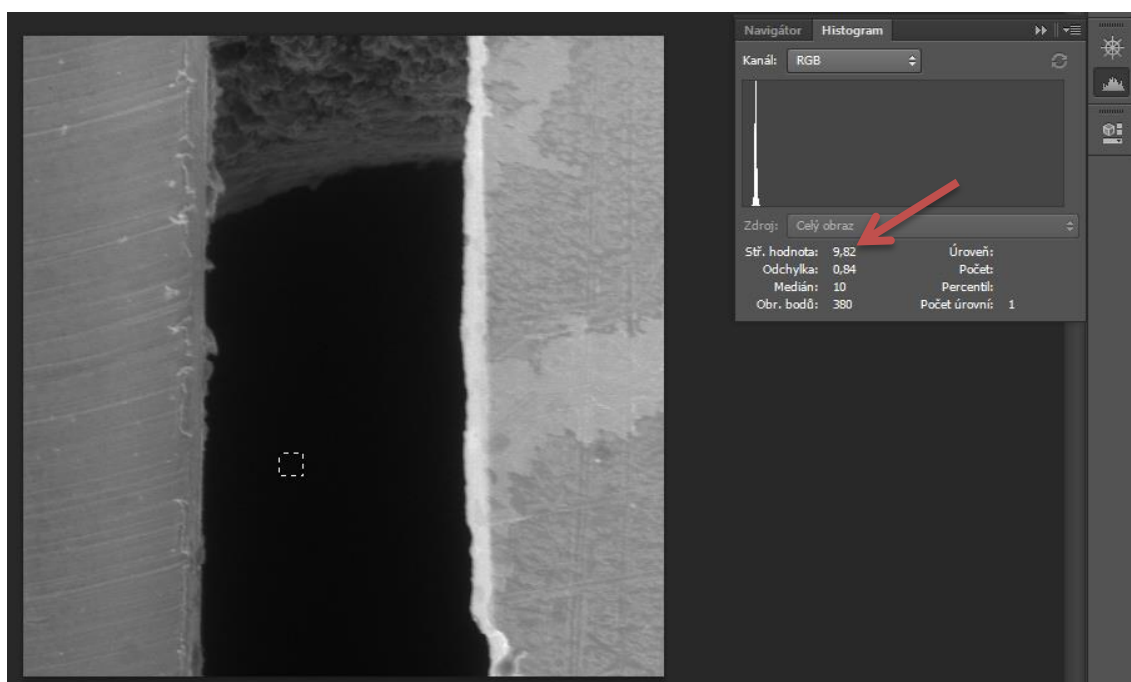 Navigátor Histogram
Kanál: RGB
Zdroj: Celý obraz
Stř. hodnota: 9,82 Úroveň:
Odchylka: 0,84 Počet:
Medián: 10 Percentil:
Obr. bodů: 380 Počet úrovní: 1